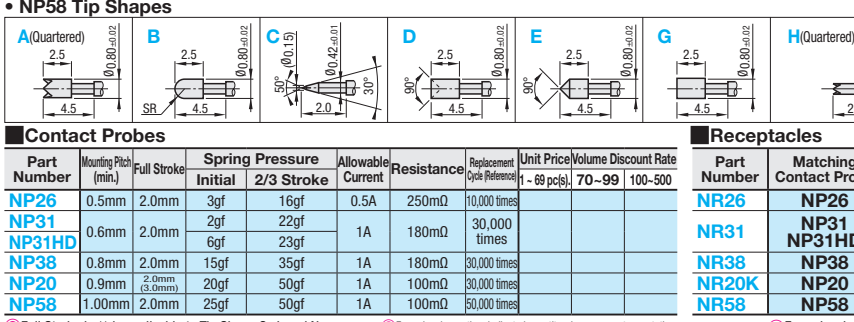 • NP58 Tip Shapes
A(Quartered)
2.5
Ø0.80±0.02
4.5
B
Ø0.80±0.02
SR
4.5
C
(Ø0.15)
Ø0.42±0.01
50°
30°
2.0
D
2.5
Ø0.80±0.02
90°
4.5
E
2.5
Ø0.80±0.02
90°
4.5
G
2.5
Ø0.80±0.02
4.5
H(Quartered)
■Contact Probes
Part Number Mounting Pitch (min.) Full Stroke Spring Pressure Allowable Current Resistance Replacement Cycle (Reference) Unit Price Volume Discount Rate
Initial 2/3 Stroke 1 ~ 69 pc(s). 70~99 100~500
NP26 0.5mm 2.0mm 3gf 16gf 0.5A 250mΩ 10,000 times
NP31 0.6mm 2.0mm 2gf 22gf 1A 180mΩ 30,000 times
NP31HD 6gf 23gf
NP38 0.8mm 2.0mm 15gf 35gf 1A 180mΩ 30,000 times
NP20 0.9mm 2.0mm (3.0mm) 20gf 50gf 1A 100mΩ 30,000 times
NP58 1.00mm 2.0mm 25gf 50gf 1A 100mΩ 50,000 times
■Receptacles
Part Number Matching Contact Pro
NR26 NP26
NR31 NP31 NP31HD
NR38 NP38
NR20K NP20
NR58 NP58